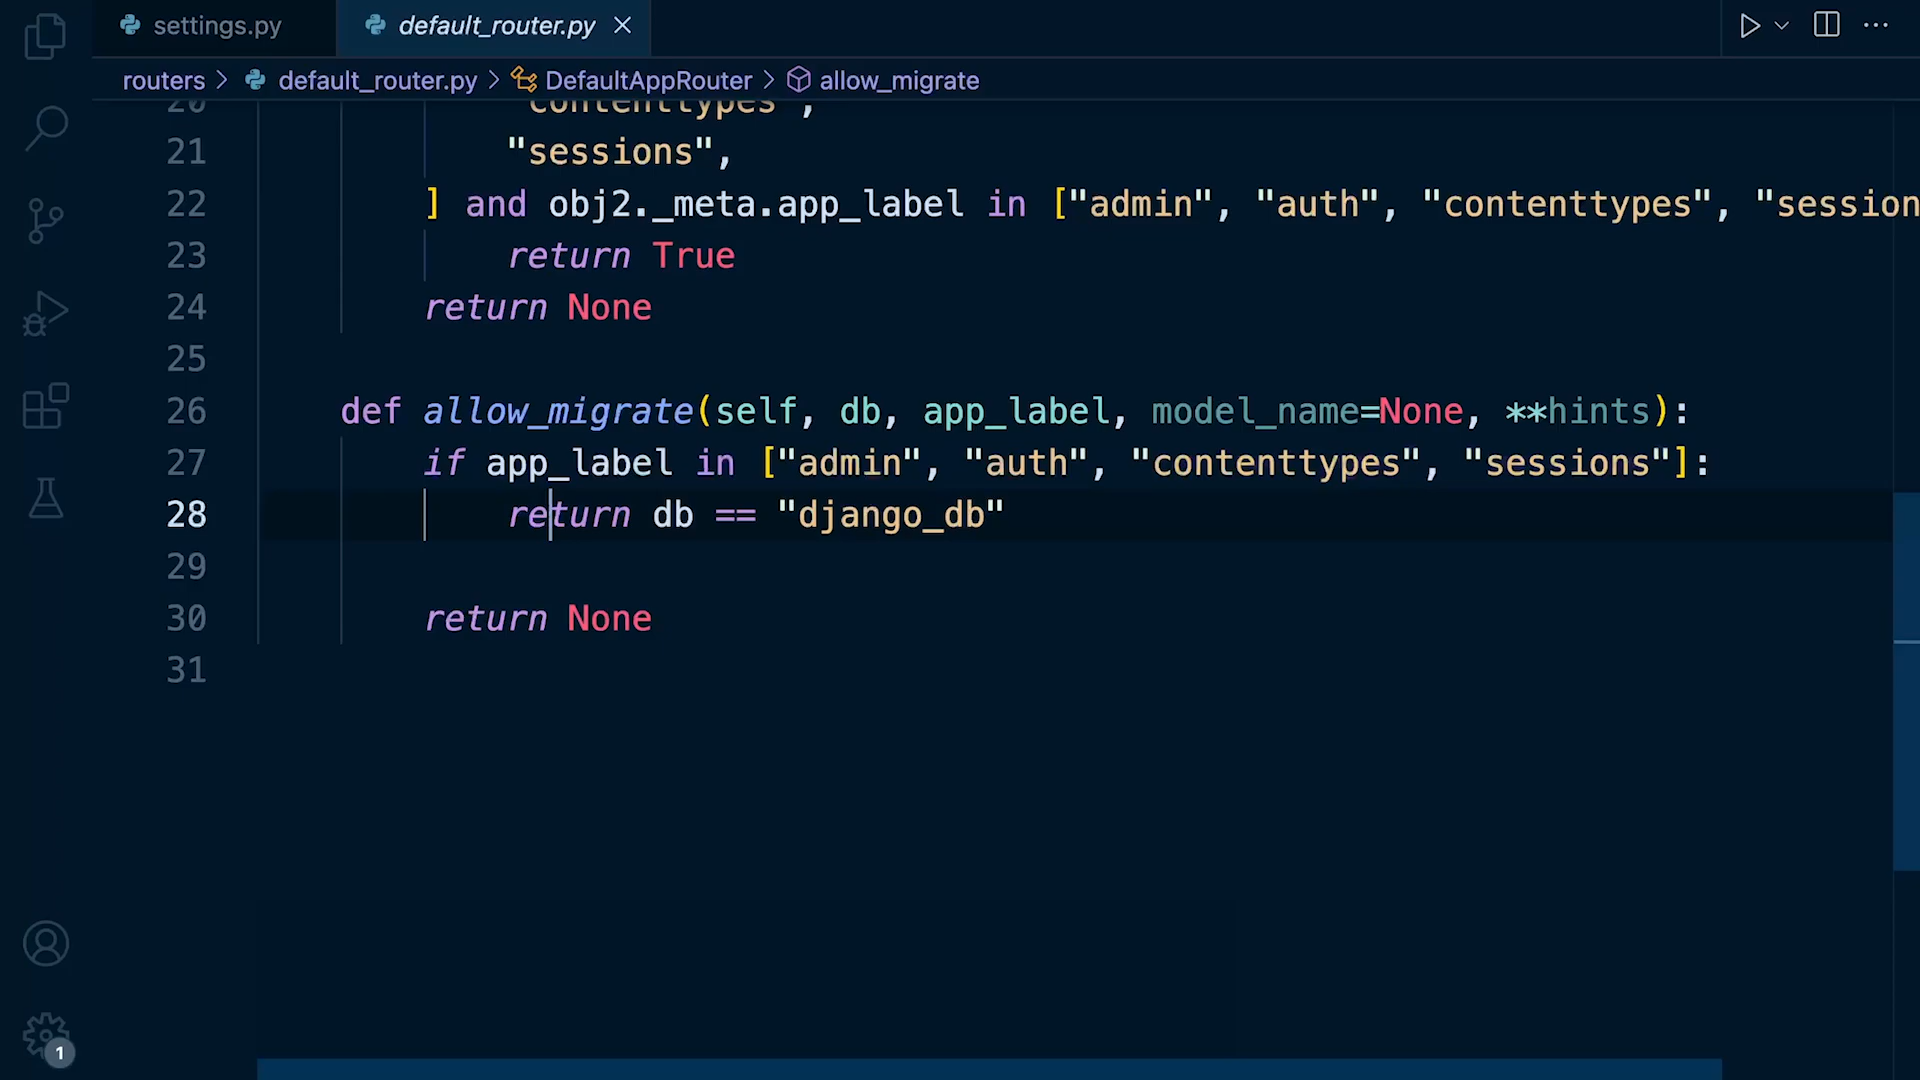 settings.py default_router.py
routers > default_router.py > DefaultAppRouter > allow_migrate
20 "contenttypes",
21 "sessions",
22 ] and obj2._meta.app_label in ["admin", "auth", "contenttypes", "session
23 return True
24 return None
25
26 def allow_migrate(self, db, app_label, model_name=None, **hints):
27 if app_label in ["admin", "auth", "contenttypes", "sessions"]:
28 return db == "django_db"
29
30 return None
31
1